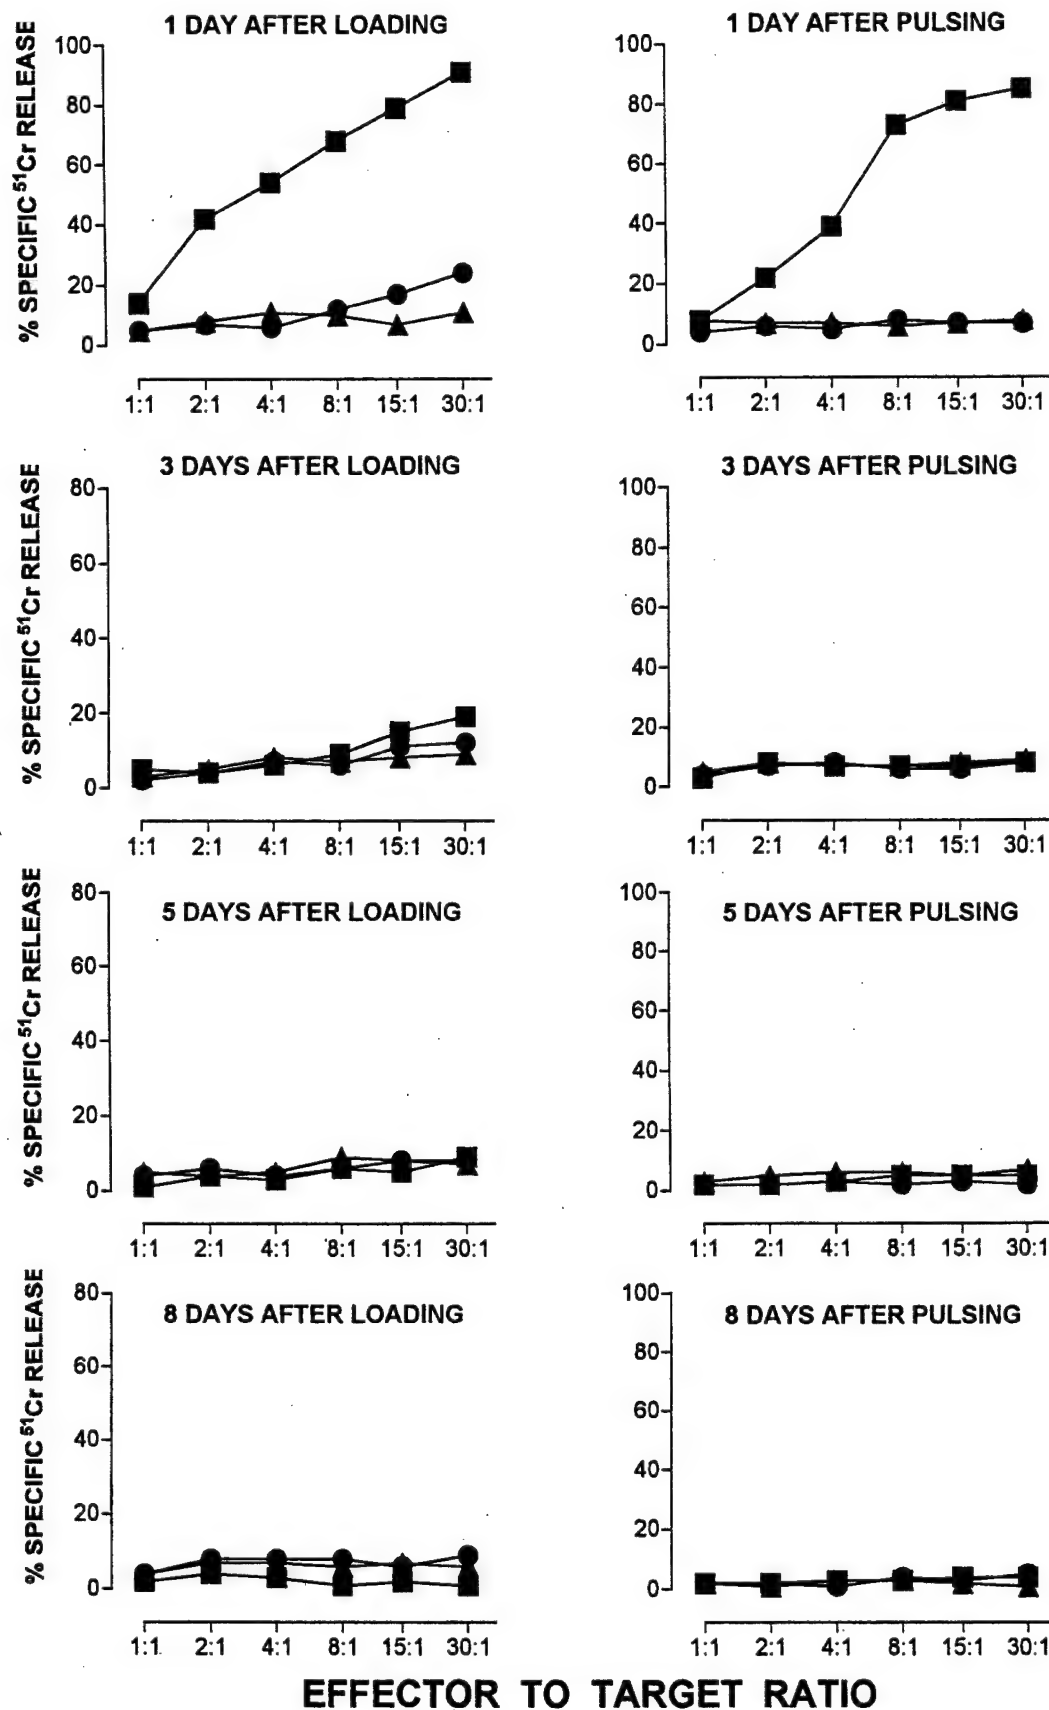 1 DAY AFTER LOADING
% SPECIFIC ⁵¹Cr RELEASE
100
80
60
40
20
0
1:1 2:1 4:1 8:1 15:1 30:1
1 DAY AFTER PULSING
100
80
60
40
20
0
1:1 2:1 4:1 8:1 15:1 30:1
3 DAYS AFTER LOADING
% SPECIFIC ⁵¹Cr RELEASE
80
60
40
20
0
1:1 2:1 4:1 8:1 15:1 30:1
3 DAYS AFTER PULSING
100
80
60
40
20
0
1:1 2:1 4:1 8:1 15:1 30:1
5 DAYS AFTER LOADING
% SPECIFIC ⁵¹Cr RELEASE
80
60
40
20
0
1:1 2:1 4:1 8:1 15:1 30:1
5 DAYS AFTER PULSING
100
80
60
40
20
0
1:1 2:1 4:1 8:1 15:1 30:1
8 DAYS AFTER LOADING
% SPECIFIC ⁵¹Cr RELEASE
80
60
40
20
0
1:1 2:1 4:1 8:1 15:1 30:1
8 DAYS AFTER PULSING
100
80
60
40
20
0
1:1 2:1 4:1 8:1 15:1 30:1
EFFECTOR TO TARGET RATIO